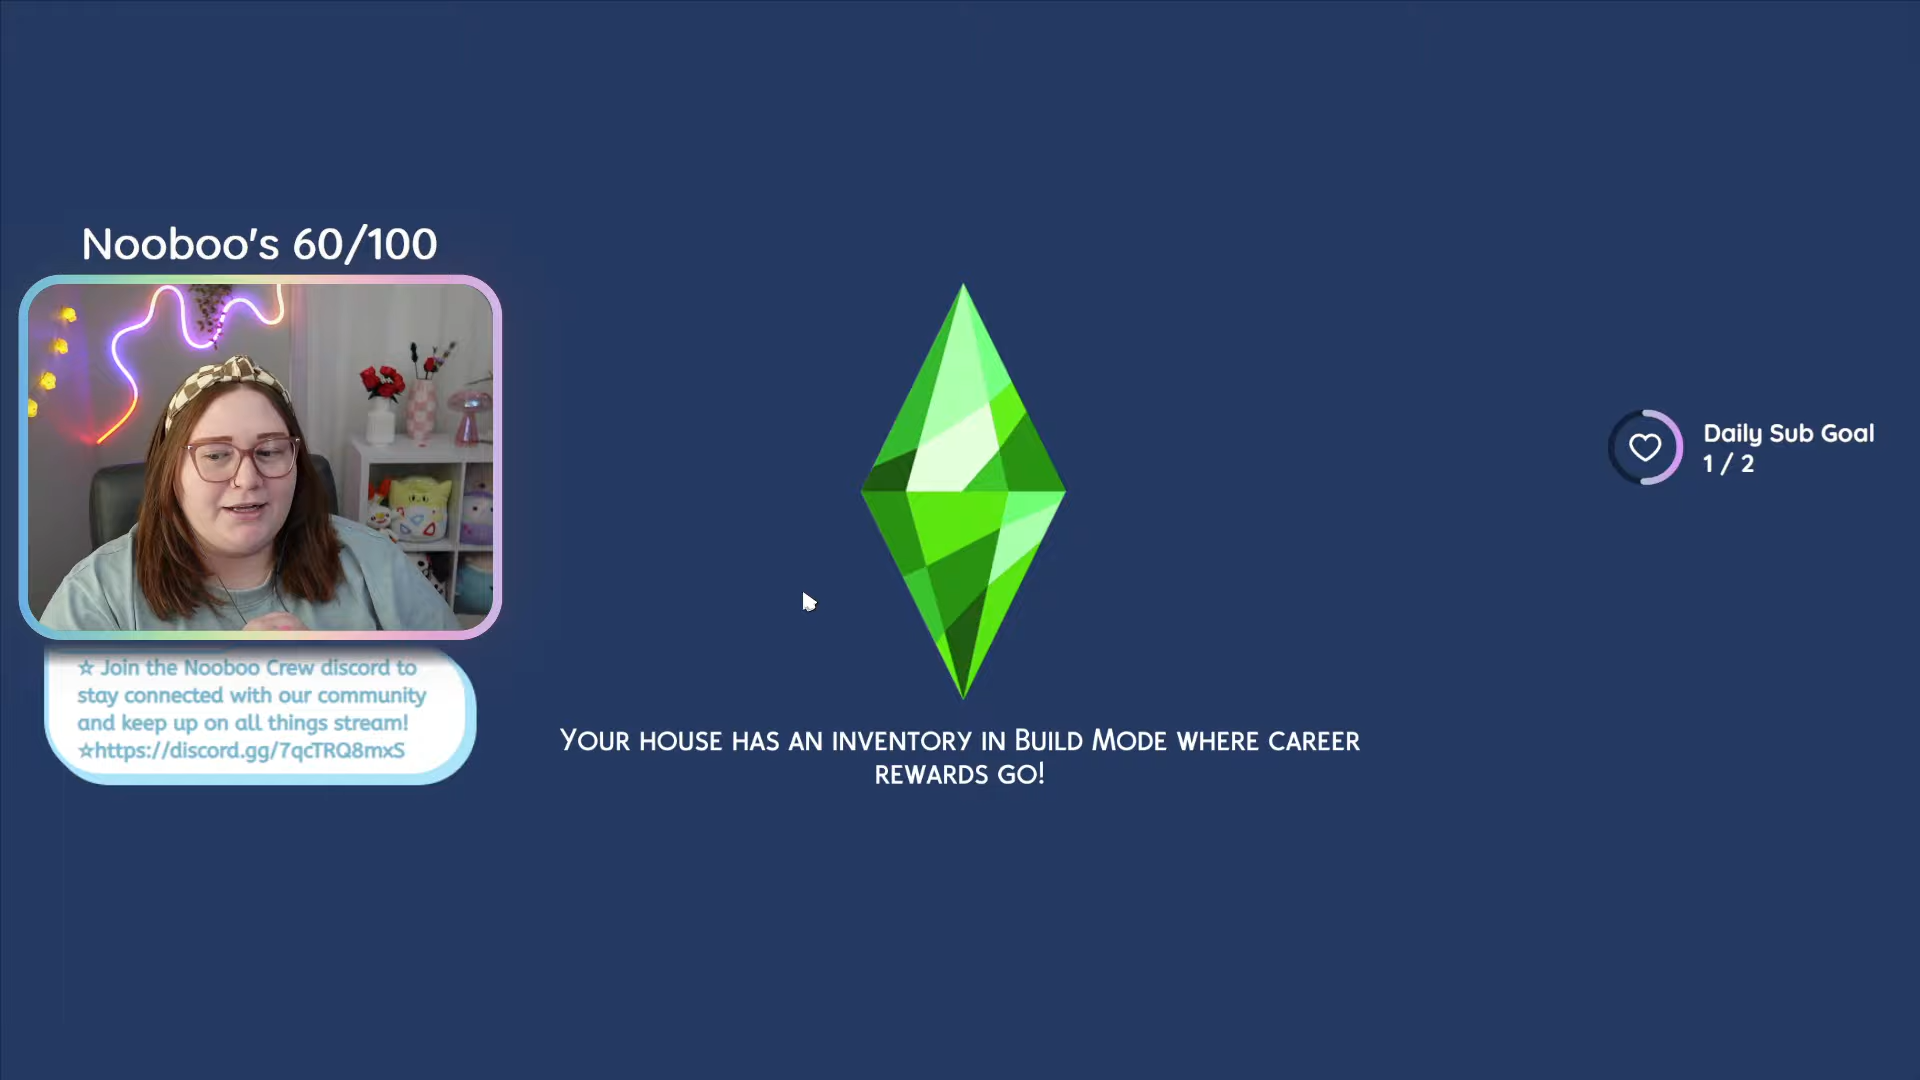 Nooboo's 60/100
☆ Join the Nooboo Crew discord to
stay connected with our community
and keep up on all things stream!
☆https://discord.gg/7qcTRQ8mxS
Your house has an inventory in Build Mode where career
rewards go!
Daily Sub Goal
1 / 2